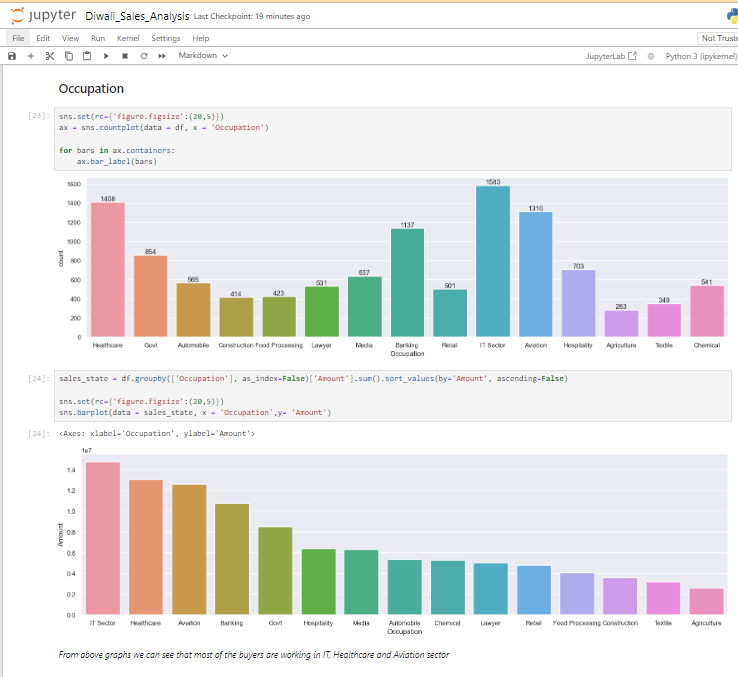 jupyter Diwali_Sales_Analysis Last Checkpoint: 19 minutes ago
File Edit View Run Kernel Settings Help Not Truste
Markdown JupyterLab Python 3 (ipykernel)
Occupation
[23]: sns.set(rc={'figure.figsize':(20,5)})
ax = sns.countplot(data = df, x = 'Occupation')
for bars in ax.containers:
ax.bar_label(bars)
1600 1583
1400 1408
1310
1200 1137
1000
count
800 854
703
600 565 531 637 501 541
400 414 423 283 349
200
0
Healthcare Govt Automobile Construction Food Processing Lawyer Media Banking Retail IT Sector Aviation Hospitality Agriculture Textile Chemical
Occupation
[24]: sales_state = df.groupby(['Occupation'], as_index=False)['Amount'].sum().sort_values(by='Amount', ascending=False)
sns.set(rc={'figure.figsize':(20,5)})
sns.barplot(data = sales_state, x = 'Occupation',y= 'Amount')
[24]: <Axes: xlabel='Occupation', ylabel='Amount'>
1e7
1.4
1.2
1.0
Amount
0.8
0.6
0.4
0.2
0.0
IT Sector Healthcare Aviation Banking Govt Hospitality Media Automobile Chemical Lawyer Retail Food Processing Construction Textile Agriculture
Occupation
From above graphs we can see that most of the buyers are working in IT, Healthcare and Aviation sector